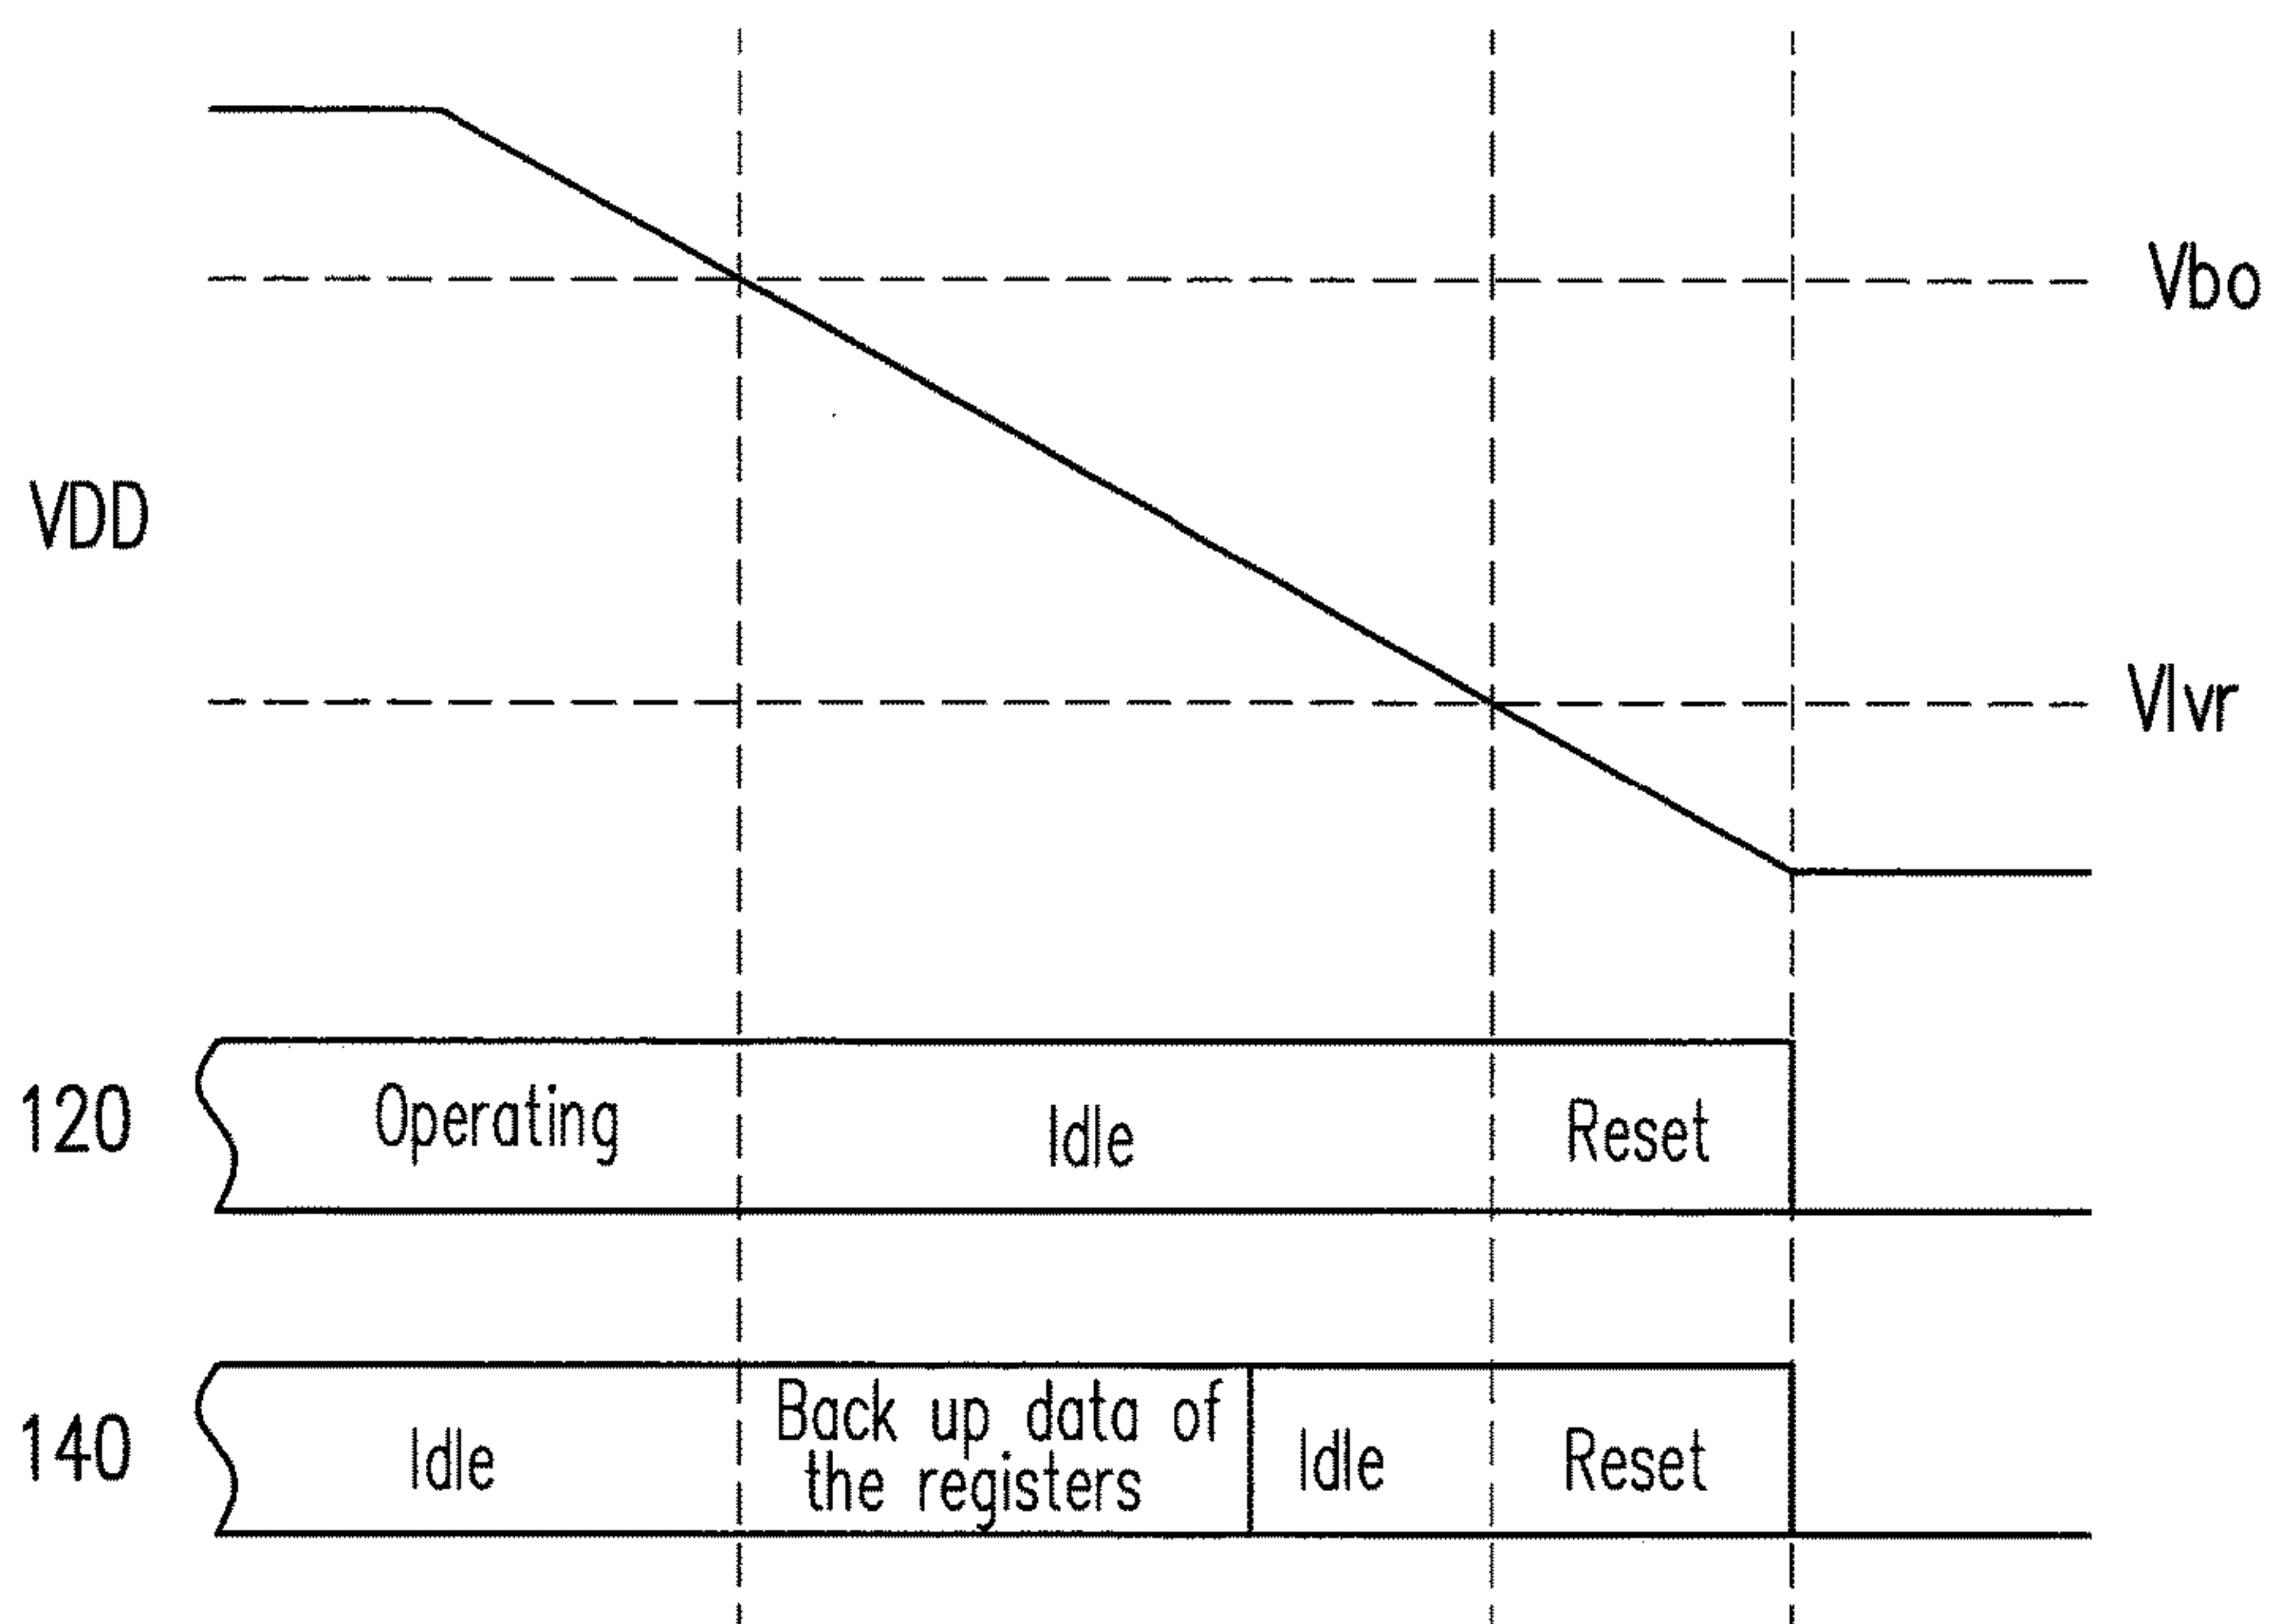 Vbo
VDD
Vlvr
120
Operating
Idle
Reset
140
Idle
Back up data of
the registers
Idle
Reset